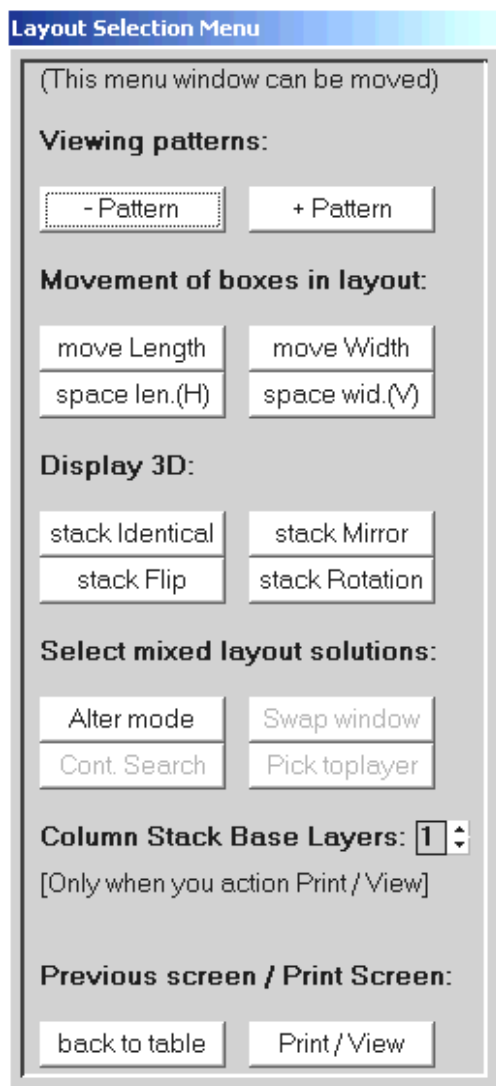 Layout Selection Menu
(This menu window can be moved)
Viewing patterns:
- Pattern + Pattern
Movement of boxes in layout:
move Length move Width
space len.(H) space wid.(V)
Display 3D:
stack Identical stack Mirror
stack Flip stack Rotation
Select mixed layout solutions:
Alter mode Swap window
Cont. Search Pick toplayer
Column Stack Base Layers: 1
[Only when you action Print / View]
Previous screen / Print Screen:
back to table Print / View